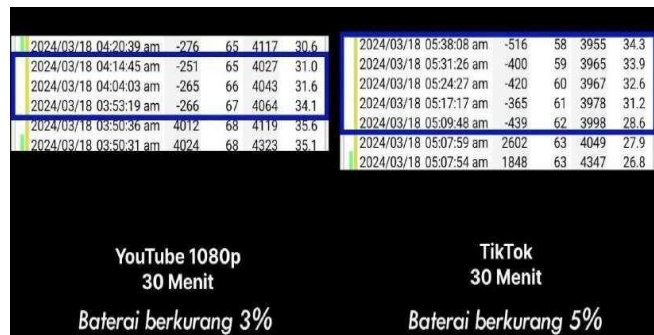 2024/03/18 04:20:39 am -276 65 4117 30.6
2024/03/18 04:14:45 am -251 65 4027 31.0
2024/03/18 04:04:03 am -265 66 4043 31.6
2024/03/18 03:53:19 am -266 67 4064 34.1
2024/03/18 03:50:36 am 4012 68 4119 35.6
2024/03/18 03:50:31 am 4024 68 4323 35.1
YouTube 1080p
30 Menit
Baterai berkurang 3%
2024/03/18 05:38:08 am -516 58 3955 34.3
2024/03/18 05:31:26 am -400 59 3965 33.9
2024/03/18 05:24:27 am -420 60 3967 32.6
2024/03/18 05:17:17 am -365 61 3978 31.2
2024/03/18 05:09:48 am -439 62 3998 28.6
2024/03/18 05:07:59 am 2602 63 4049 27.9
2024/03/18 05:07:54 am 1848 63 4347 26.8
TikTok
30 Menit
Baterai berkurang 5%